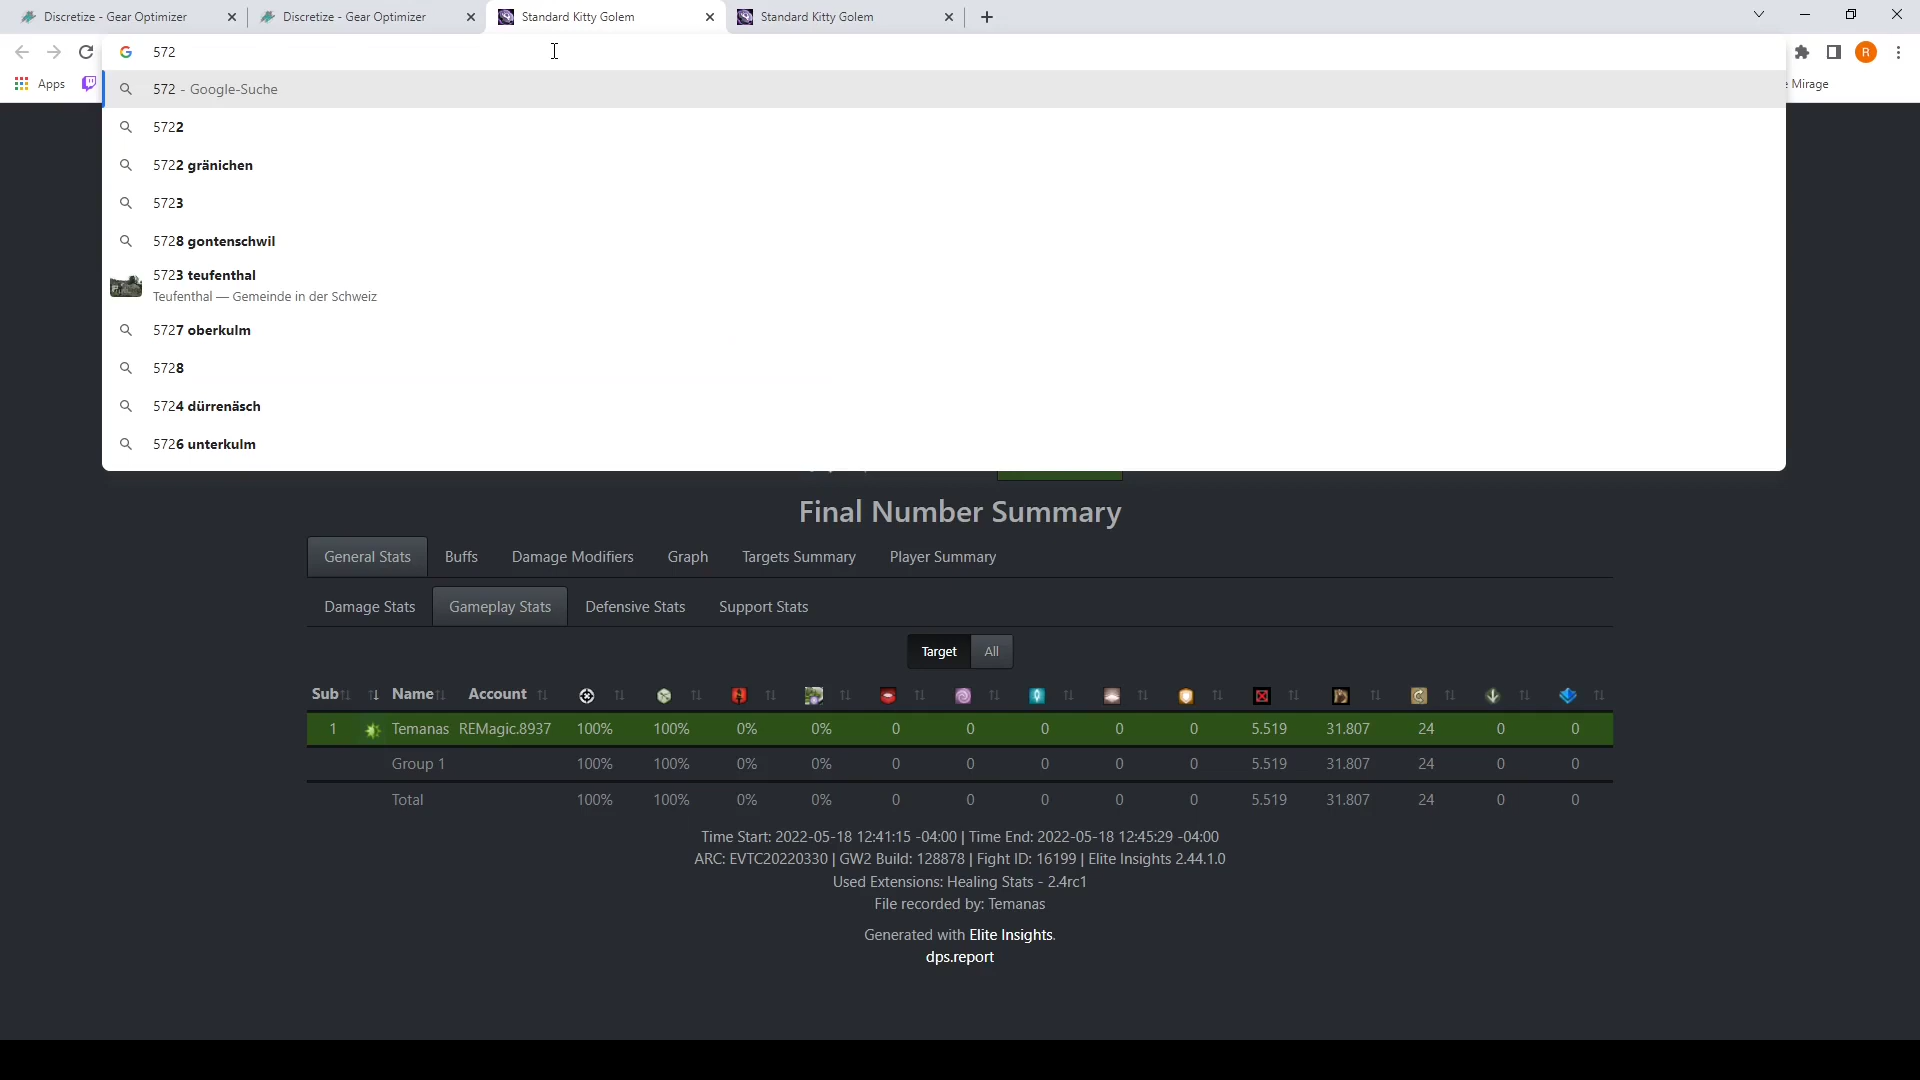 Discretize - Gear Optimizer Discretize - Gear Optimizer Standard Kitty Golem Standard Kitty Golem
572
Apps Mirage
572 - Google-Suche
5722
5722 gränichen
5723
5728 gontenschwil
5723 teufenthal
Teufenthal — Gemeinde in der Schweiz
5727 oberkulm
5728
5724 dürrenäsch
5726 unterkulm
Final Number Summary
General Stats Buffs Damage Modifiers Graph Targets Summary Player Summary
Damage Stats Gameplay Stats Defensive Stats Support Stats
Target All
Sub Name Account
1 Temanas REMagic.8937 100% 100% 0% 0% 0 0 0 0 0 5.519 31.807 24 0 0
Group 1 100% 100% 0% 0% 0 0 0 0 0 5.519 31.807 24 0 0
Total 100% 100% 0% 0% 0 0 0 0 0 5.519 31.807 24 0 0
Time Start: 2022-05-18 12:41:15 -04:00 | Time End: 2022-05-18 12:45:29 -04:00
ARC: EVTC20220330 | GW2 Build: 128878 | Fight ID: 16199 | Elite Insights 2.44.1.0
Used Extensions: Healing Stats - 2.4rc1
File recorded by: Temanas
Generated with Elite Insights.
dps.report